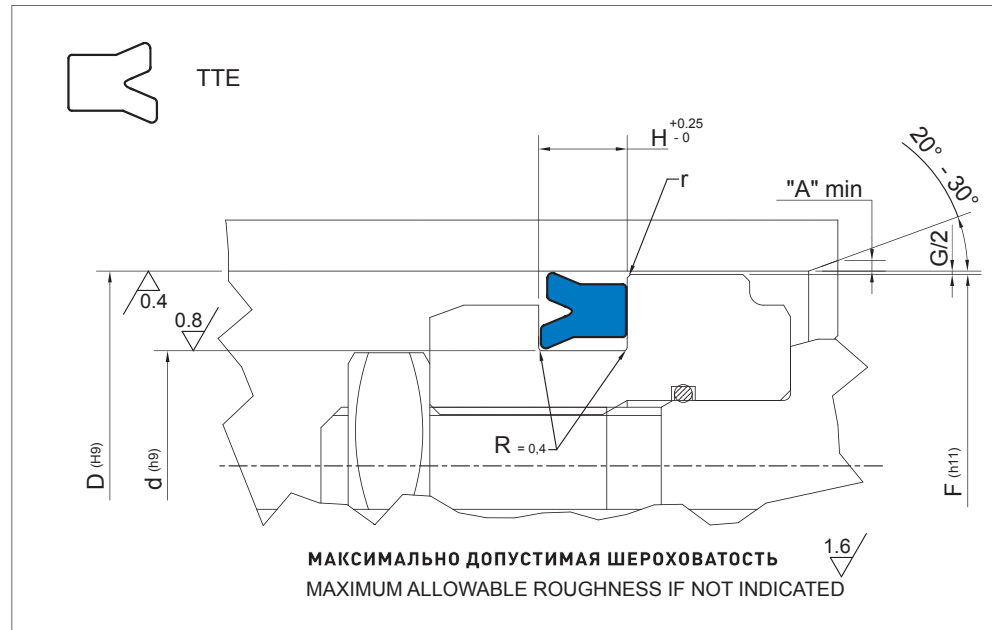 TTE
H +0.25 - 0
r
"A" min
20° - 30°
G/2
0.4
0.8
D (H9)
d (h9)
R = 0,4
F (h11)
МАКСИМАЛЬНО ДОПУСТИМАЯ ШЕРОХОВАТОСТЬ 1.6
MAXIMUM ALLOWABLE ROUGHNESS IF NOT INDICATED